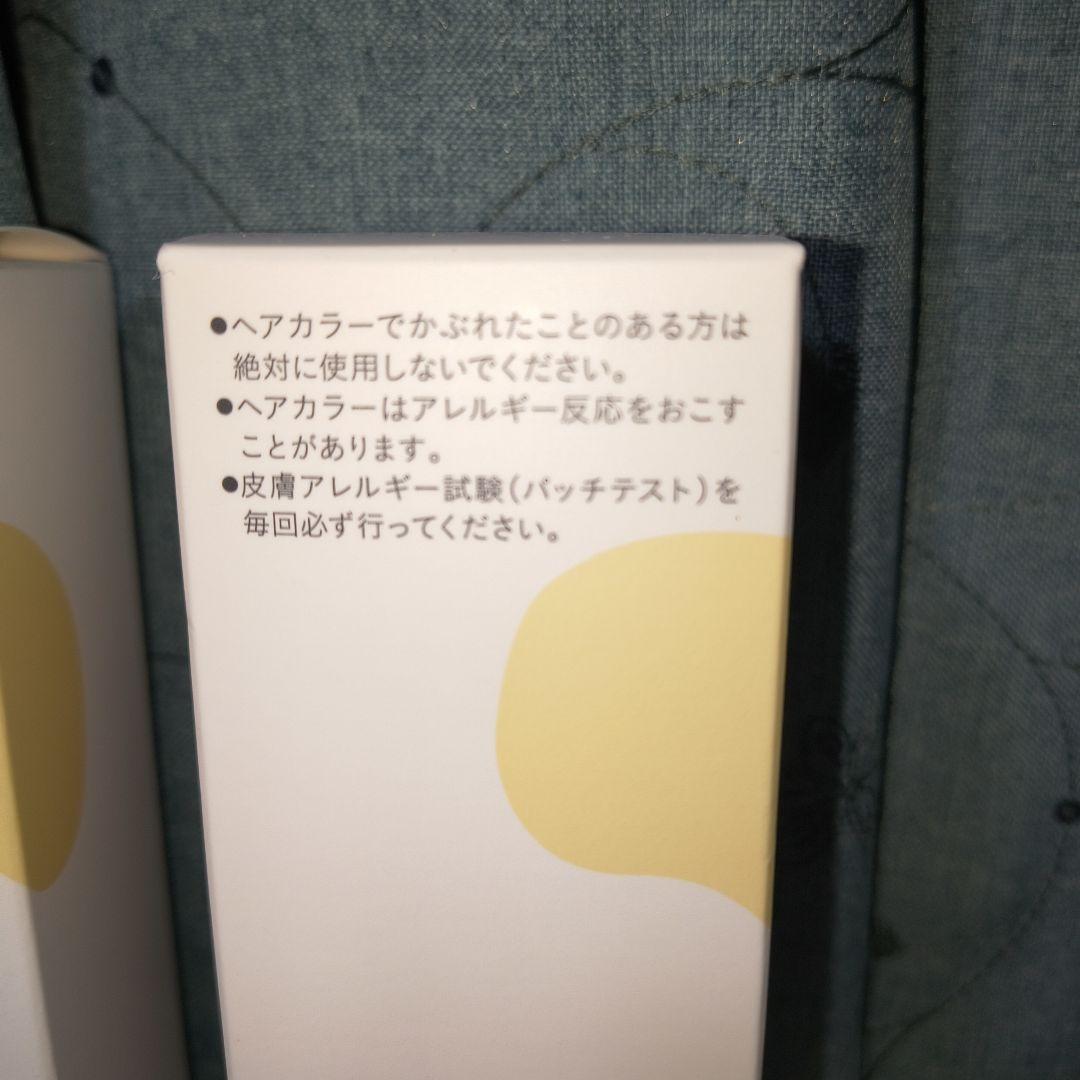 ●ヘアカラーでかぶれたことのある方は
絶対に使用しないでください。
●ヘアカラーはアレルギー反応をおこす
ことがあります。
●皮膚アレルギー試験(パッチテスト)を
毎回必ず行ってください。